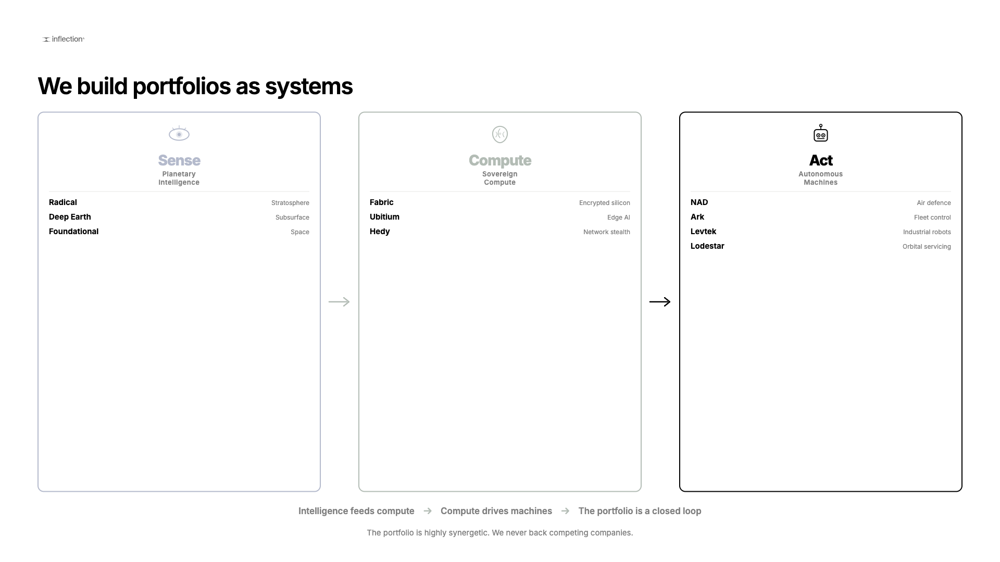 inflection
We build portfolios as systems
Sense
Planetary
Intelligence
Radical Stratosphere
Deep Earth Subsurface
Foundational Space
Compute
Sovereign
Compute
Fabric Encrypted silicon
Ubitium Edge AI
Hedy Network stealth
Act
Autonomous
Machines
NAD Air defence
Ark Fleet control
Levtek Industrial robots
Lodestar Orbital servicing
Intelligence feeds compute → Compute drives machines → The portfolio is a closed loop
The portfolio is highly synergetic. We never back competing companies.